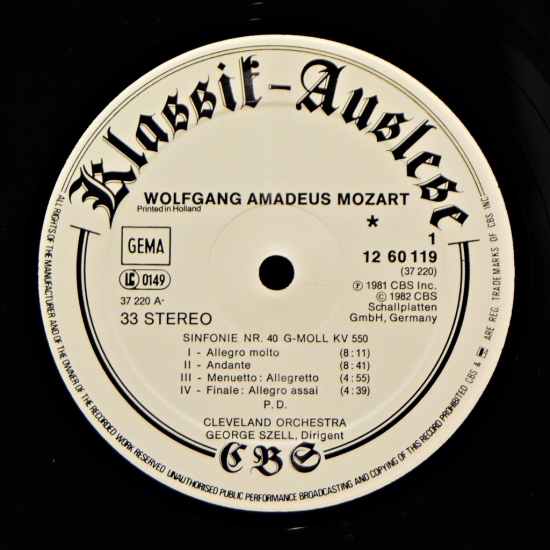 Klassik-Auslese
WOLFGANG AMADEUS MOZART
Printed in Holland
*
GEMA
1
12 60119
(37 220)
LC 0149
℗ 1981 CBS Inc.
© 1982 CBS
Schallplatten
GmbH, Germany
37 220 A-
33 STEREO
SINFONIE NR. 40 G-MOLL KV 550
I - Allegro molto (8:11)
II - Andante (8:41)
III - Menuetto: Allegretto (4:55)
IV - Finale: Allegro assai (4:39)
P.D.
CLEVELAND ORCHESTRA
GEORGE SZELL, Dirigent
CBS
ALL RIGHTS OF THE MANUFACTURER AND OF THE OWNER OF THE RECORDED WORK RESERVED UNAUTHORISED PUBLIC PERFORMANCE BROADCASTING AND COPYING OF THIS RECORD PROHIBITED CBS & ARE REG. TRADEMARKS OF CBS INC.